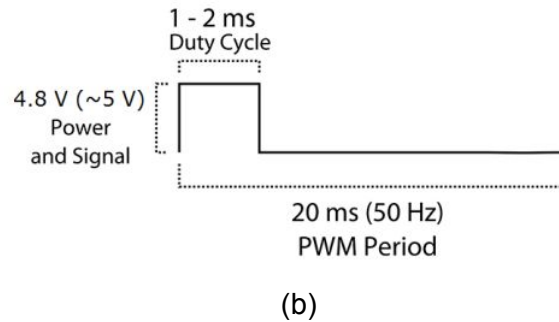 1 - 2 ms
Duty Cycle
4.8 V (~5 V)
Power
and Signal
20 ms (50 Hz)
PWM Period
(b)